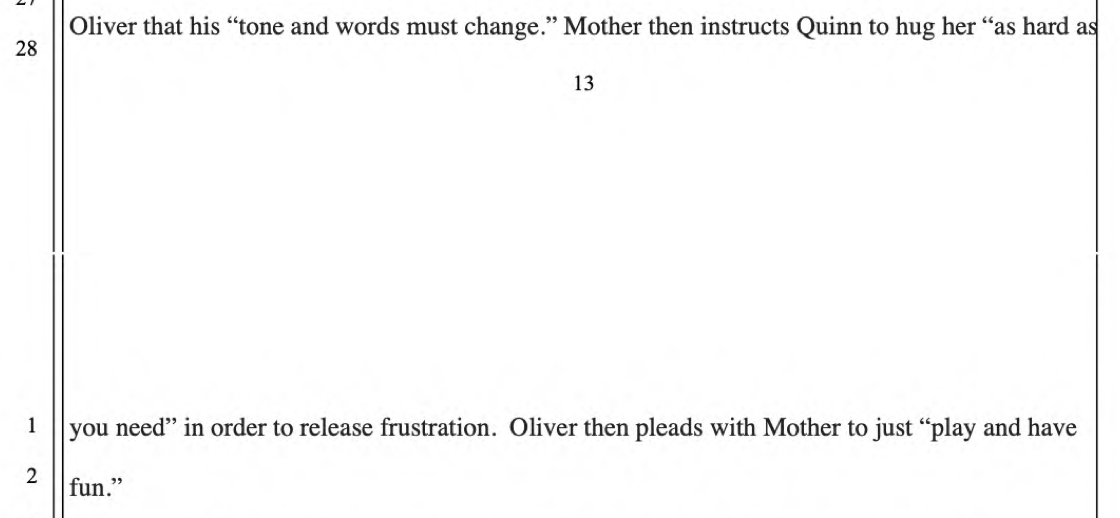 27
Oliver that his “tone and words must change.” Mother then instructs Quinn to hug her “as hard as
28
13
1 you need” in order to release frustration.  Oliver then pleads with Mother to just “play and have
2 fun.”